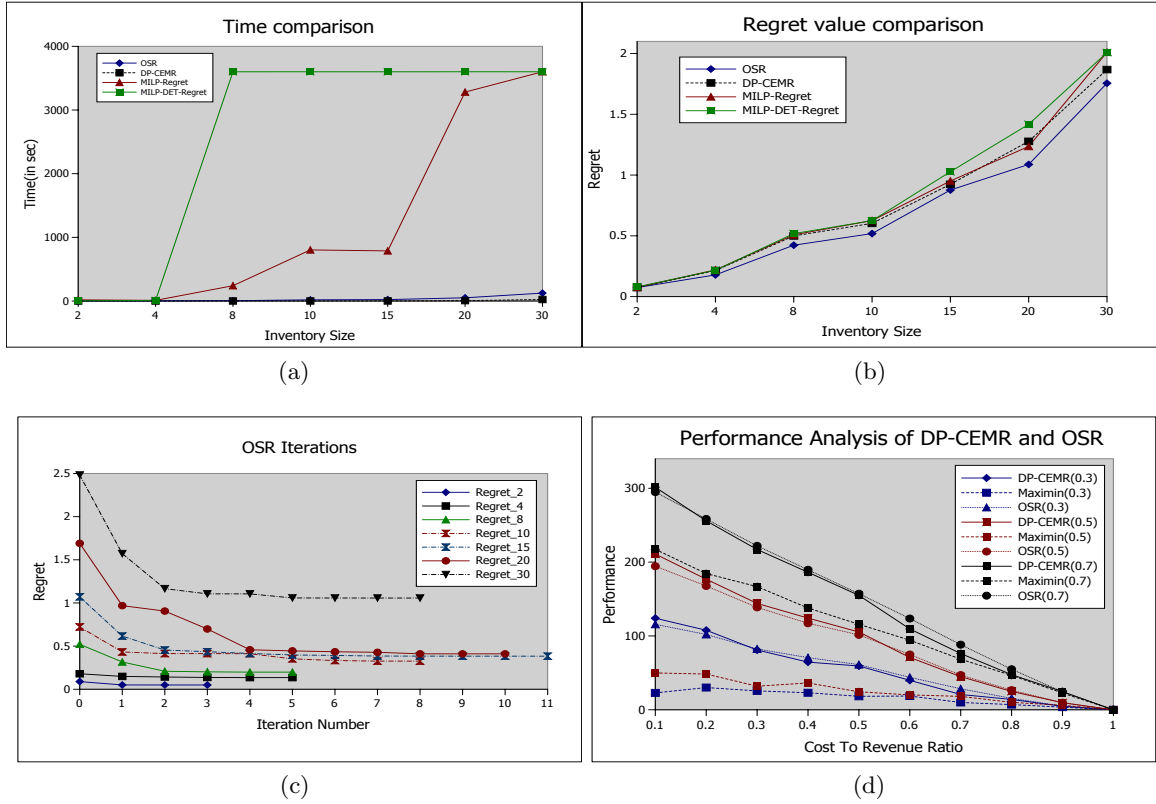 Time comparison
4000
3000
2000
1000
0
Time(in sec)
OSR
DP-CEMR
MILP-Regret
MILP-DET-Regret
2 4 8 10 15 20 30
Inventory Size
(a)
Regret value comparison
2
1.5
1
0.5
0
Regret
OSR
DP-CEMR
MILP-Regret
MILP-DET-Regret
2 4 8 10 15 20 30
Inventory Size
(b)
OSR Iterations
2.5
2
1.5
1
0.5
0
Regret
Regret_2
Regret_4
Regret_8
Regret_10
Regret_15
Regret_20
Regret_30
0 1 2 3 4 5 6 7 8 9 10 11
Iteration Number
(c)
Performance Analysis of DP-CEMR and OSR
300
200
100
0
Performance
DP-CEMR(0.3)
Maximin(0.3)
OSR(0.3)
DP-CEMR(0.5)
Maximin(0.5)
OSR(0.5)
DP-CEMR(0.7)
Maximin(0.7)
OSR(0.7)
0.1 0.2 0.3 0.4 0.5 0.6 0.7 0.8 0.9 1
Cost To Revenue Ratio
(d)